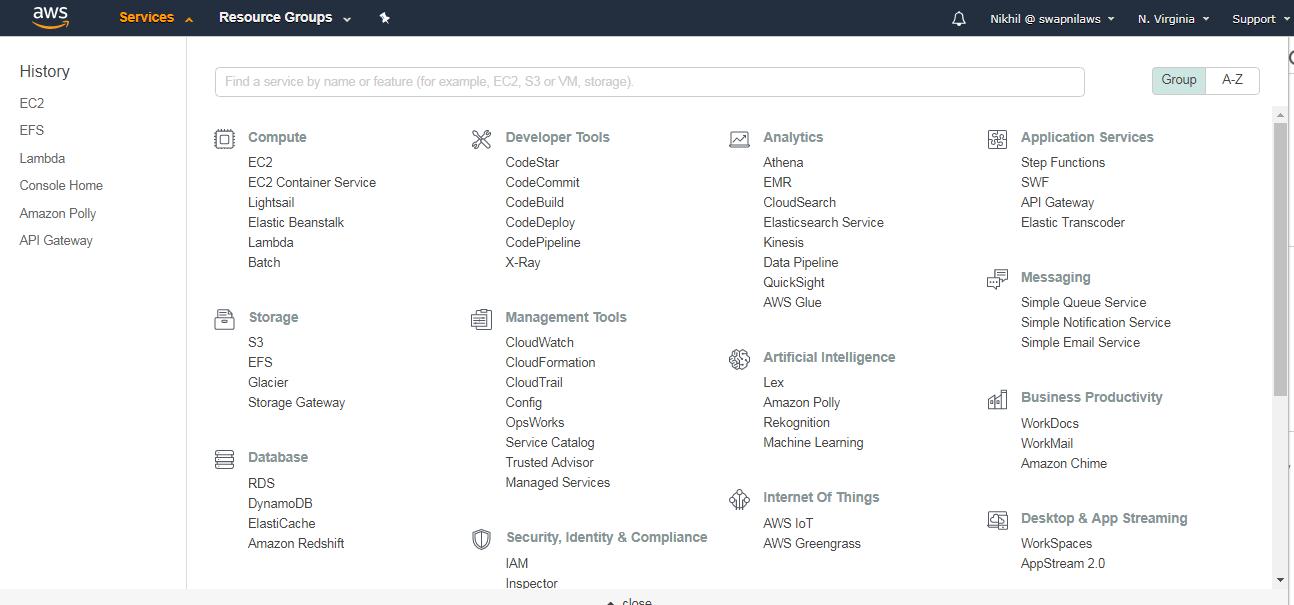 aws
Services
Resource Groups
Nikhil @ swapnilaws
N. Virginia
Support
History
EC2
EFS
Lambda
Console Home
Amazon Polly
API Gateway
Find a service by name or feature (for example, EC2, S3 or VM, storage).
Group
A-Z
Compute
EC2
EC2 Container Service
Lightsail
Elastic Beanstalk
Lambda
Batch
Storage
S3
EFS
Glacier
Storage Gateway
Database
RDS
DynamoDB
ElastiCache
Amazon Redshift
Developer Tools
CodeStar
CodeCommit
CodeBuild
CodeDeploy
CodePipeline
X-Ray
Management Tools
CloudWatch
CloudFormation
CloudTrail
Config
OpsWorks
Service Catalog
Trusted Advisor
Managed Services
Security, Identity & Compliance
IAM
Inspector
Analytics
Athena
EMR
CloudSearch
Elasticsearch Service
Kinesis
Data Pipeline
QuickSight
AWS Glue
Artificial Intelligence
Lex
Amazon Polly
Rekognition
Machine Learning
Internet Of Things
AWS IoT
AWS Greengrass
Application Services
Step Functions
SWF
API Gateway
Elastic Transcoder
Messaging
Simple Queue Service
Simple Notification Service
Simple Email Service
Business Productivity
WorkDocs
WorkMail
Amazon Chime
Desktop & App Streaming
WorkSpaces
AppStream 2.0
close